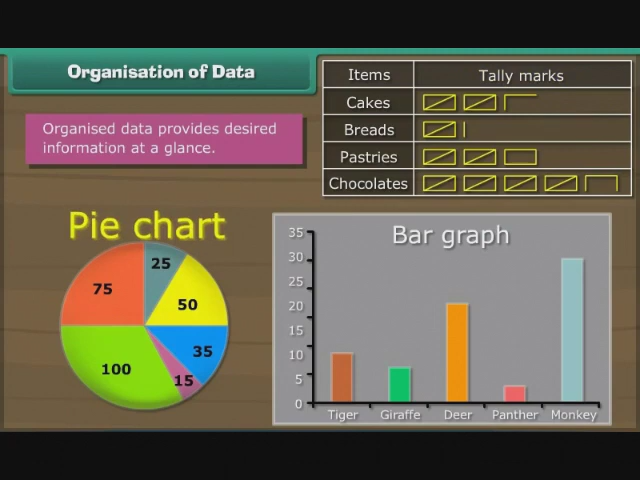 Organisation of Data
Organised data provides desired
information at a glance.
Items Tally marks
Cakes
Breads
Pastries
Chocolates
Pie chart
25
75
50
35
100
15
Bar graph
35
30
25
20
15
10
5
0
Tiger Giraffe Deer Panther Monkey